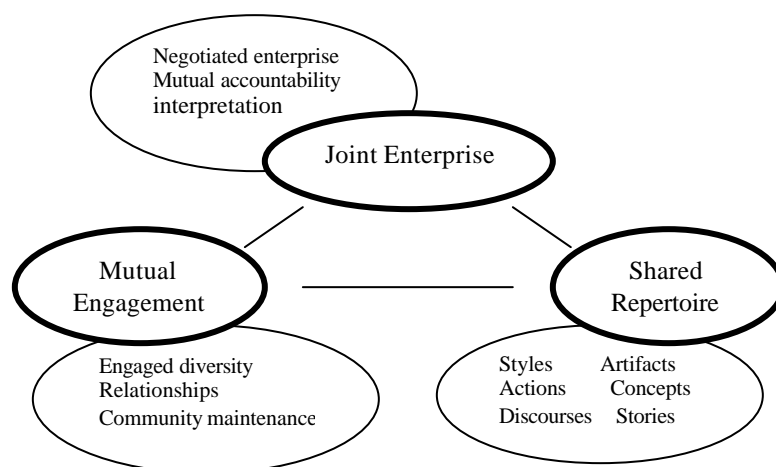 Negotiated enterprise
Mutual accountability
interpretation
Joint Enterprise
Mutual
Engagement
Shared
Repertoire
Engaged diversity
Relationships
Community maintenance
Styles Artifacts
Actions Concepts
Discourses Stories